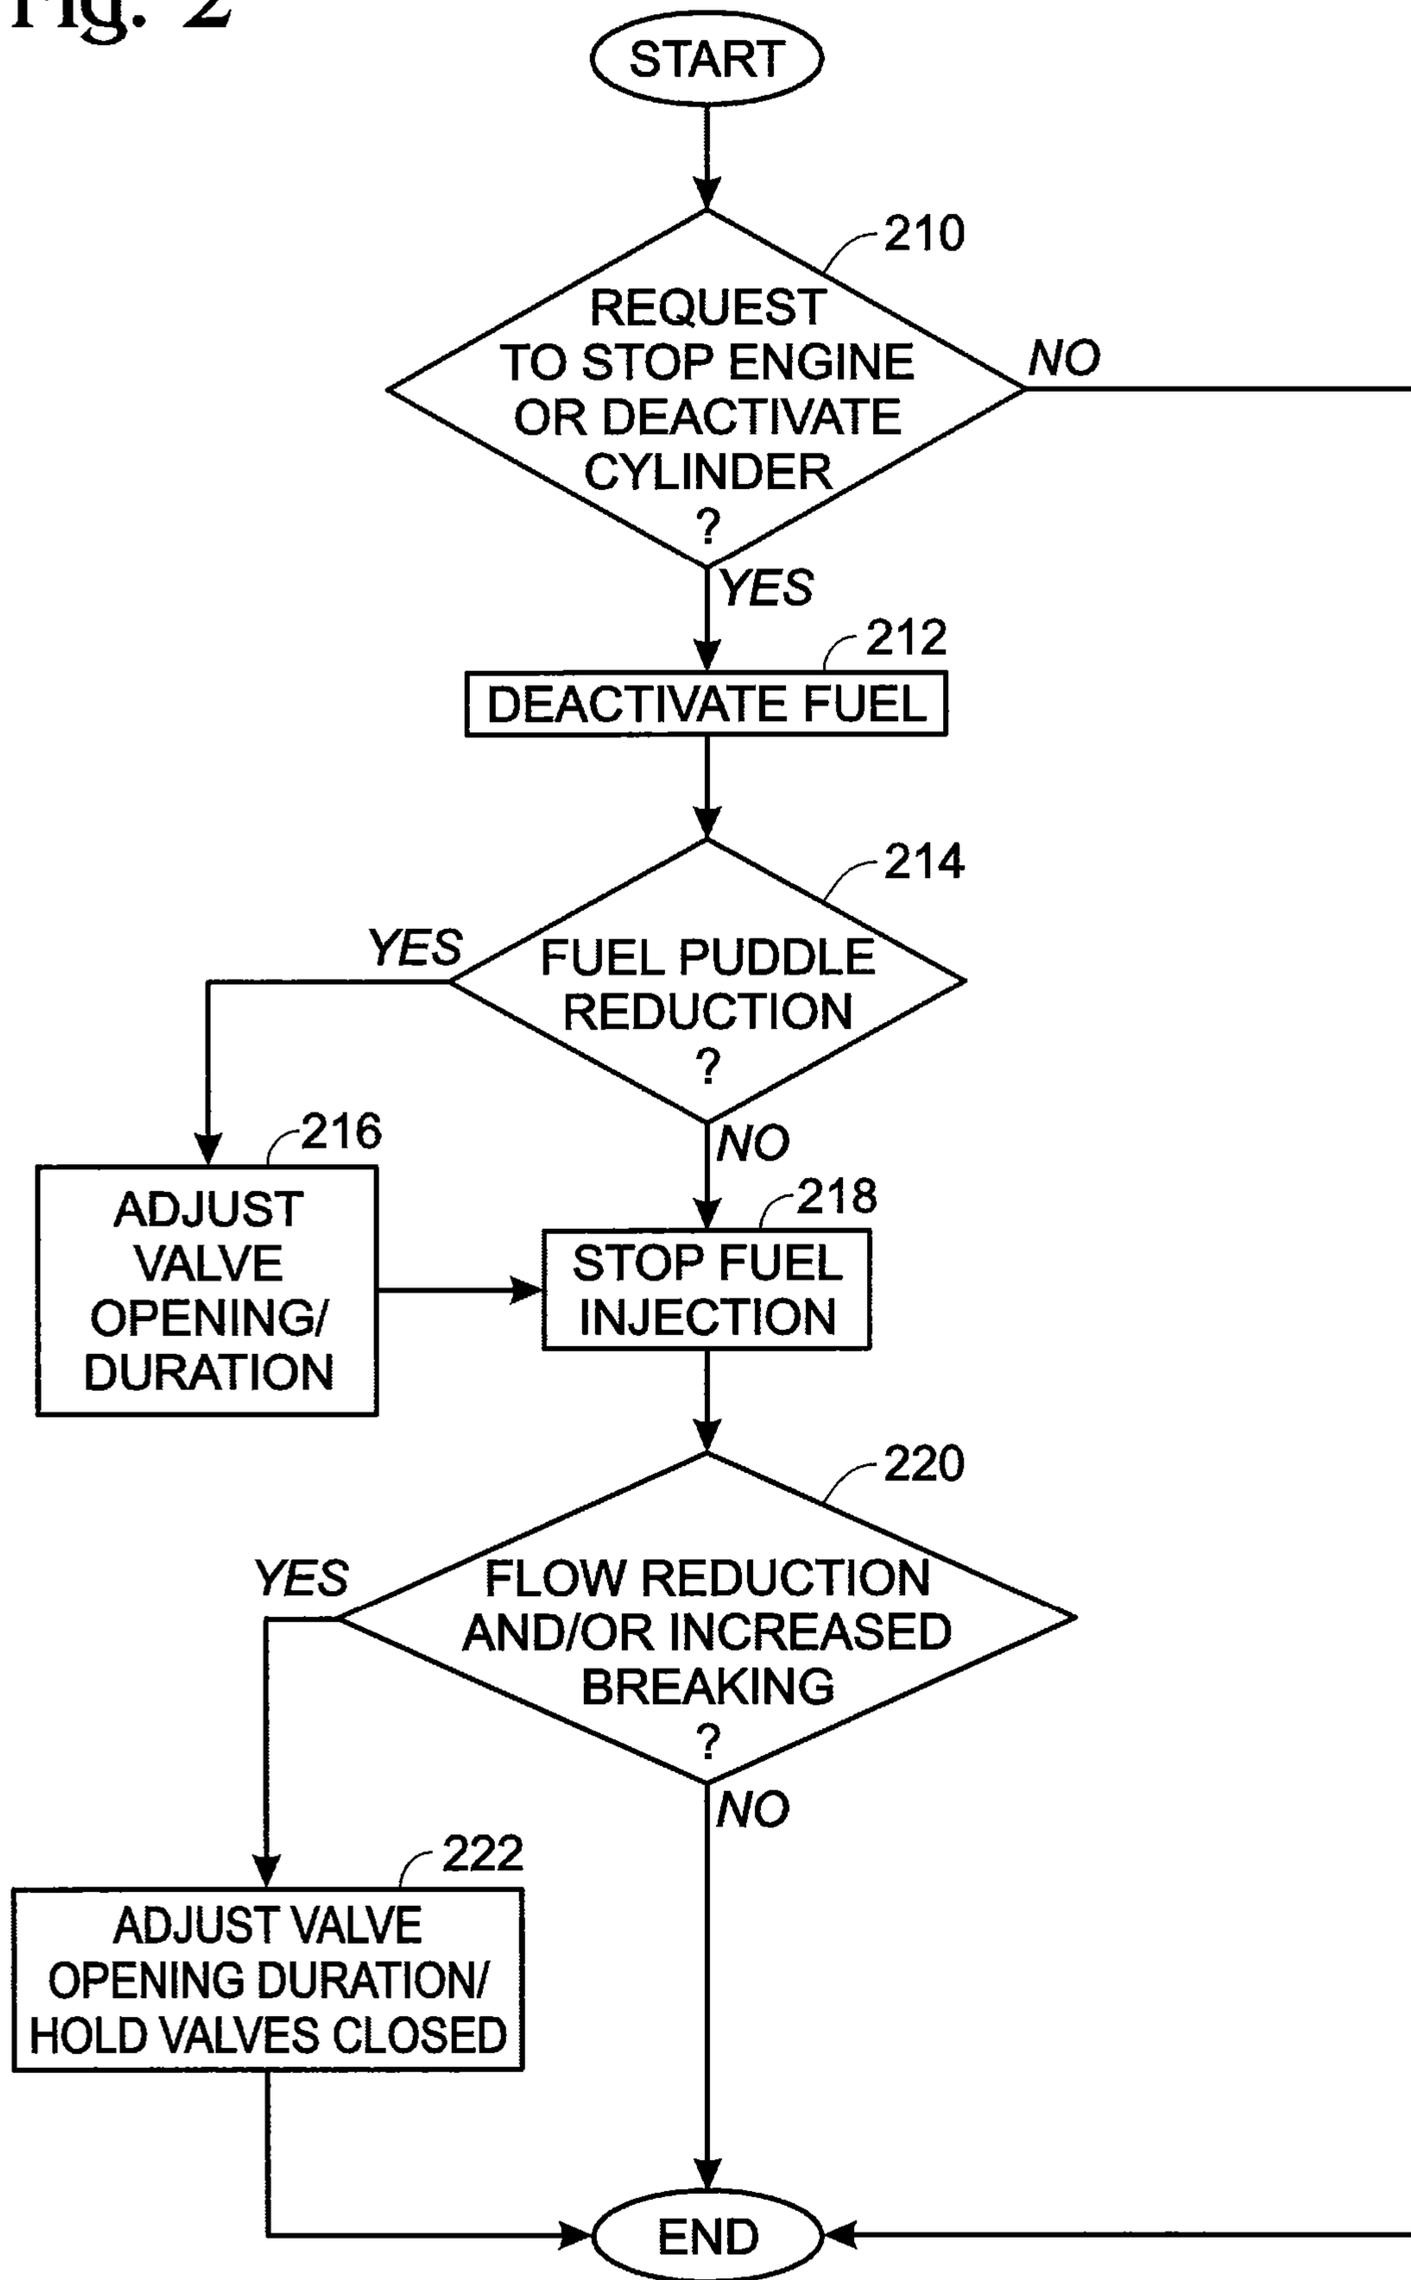 Fig. 2
START
210
REQUEST
TO STOP ENGINE
OR DEACTIVATE
CYLINDER
?
NO
YES
212
DEACTIVATE FUEL
214
YES
FUEL PUDDLE
REDUCTION
?
NO
216
ADJUST
VALVE
OPENING/
DURATION
218
STOP FUEL
INJECTION
220
YES
FLOW REDUCTION
AND/OR INCREASED
BREAKING
?
NO
222
ADJUST VALVE
OPENING DURATION/
HOLD VALVES CLOSED
END